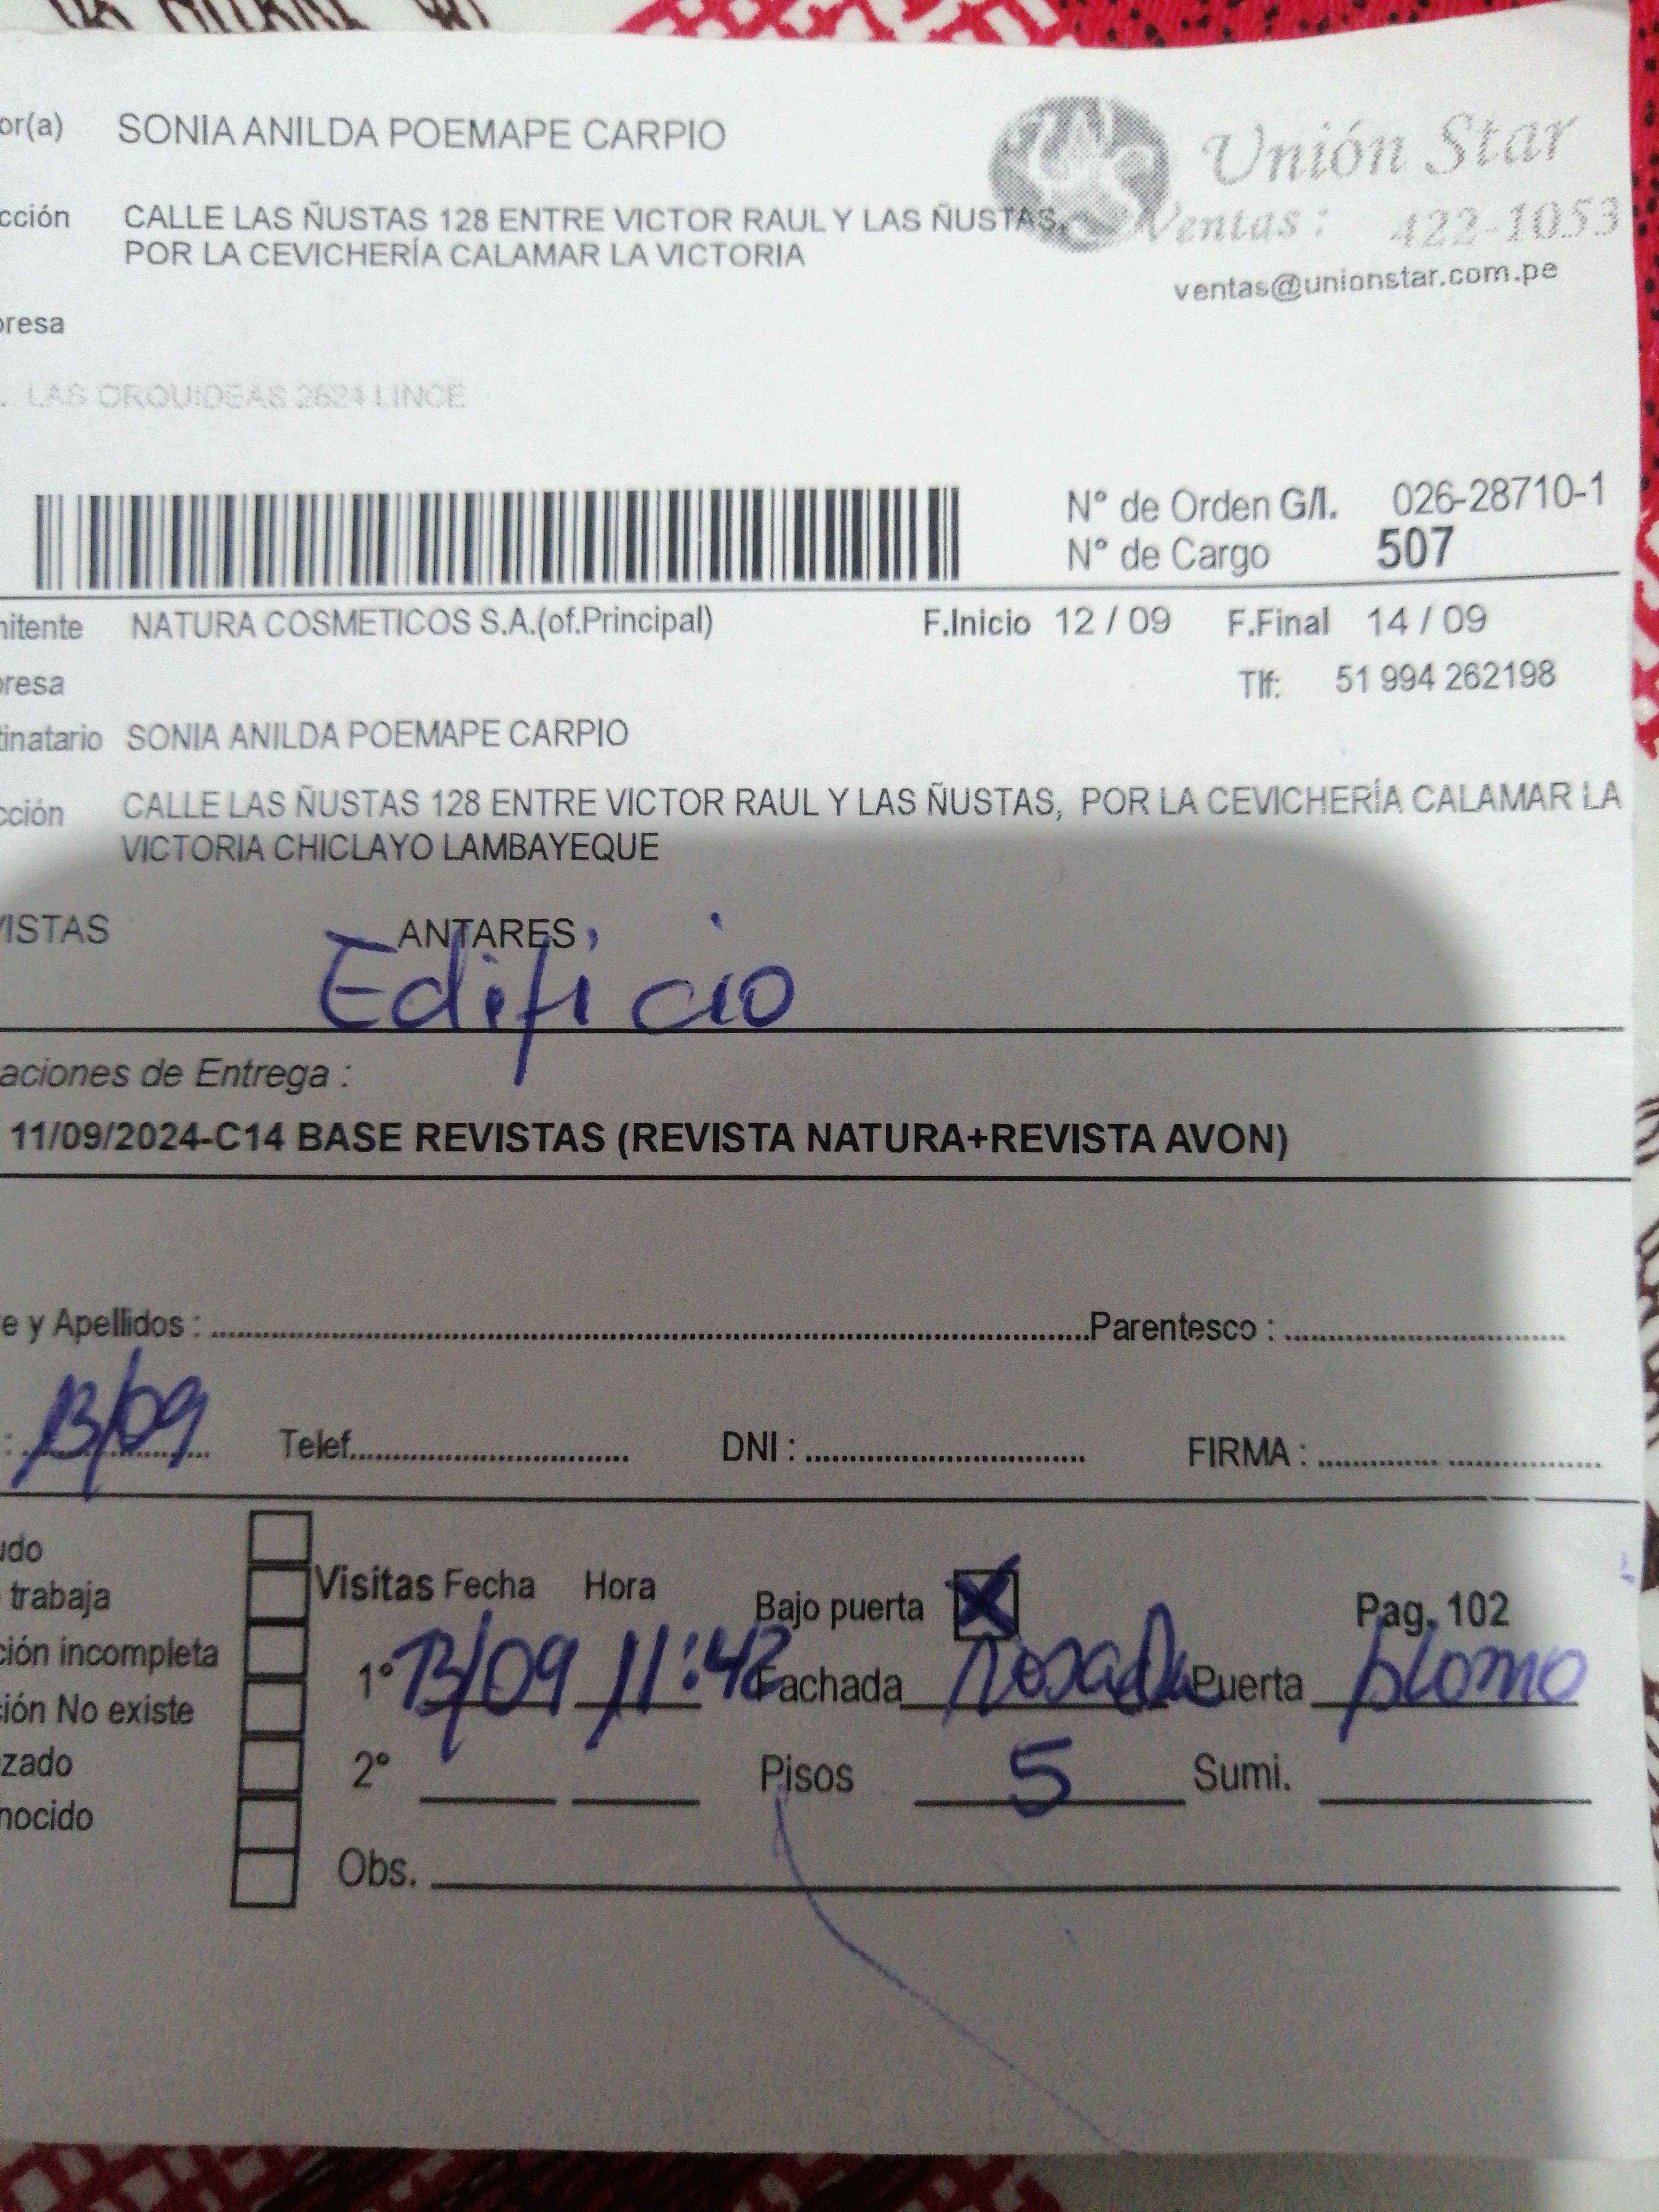 or(a) SONIA ANILDA POEMAPE CARPIO
Unión Star
cción CALLE LAS ÑUSTAS 128 ENTRE VICTOR RAUL Y LAS ÑUSTAS,
Ventas: 422-1053
POR LA CEVICHERÍA CALAMAR LA VICTORIA
ventas@unionstar.com.pe
presa
. LAS ORQUIDEAS 2624 LINCE
N° de Orden G/I. 026-28710-1
N° de Cargo 507
nitente NATURA COSMETICOS S.A.(of.Principal) F.Inicio 12 / 09 F.Final 14 / 09
presa Tlf: 51 994 262198
tinatario SONIA ANILDA POEMAPE CARPIO
cción CALLE LAS ÑUSTAS 128 ENTRE VICTOR RAUL Y LAS ÑUSTAS, POR LA CEVICHERÍA CALAMAR LA
VICTORIA CHICLAYO LAMBAYEQUE
VISTAS ANTARES
Edificio
aciones de Entrega :
11/09/2024-C14 BASE REVISTAS (REVISTA NATURA+REVISTA AVON)
e y Apellidos : Parentesco :
: 13/09 Telef. DNI : FIRMA :
udo
trabaja
ción incompleta
ción No existe
zado
nocido
Visitas Fecha Hora Bajo puerta X Pag. 102
1° 13/09 11:42 Fachada rosada Puerta plomo
2° Pisos 5 Sumi.
Obs.